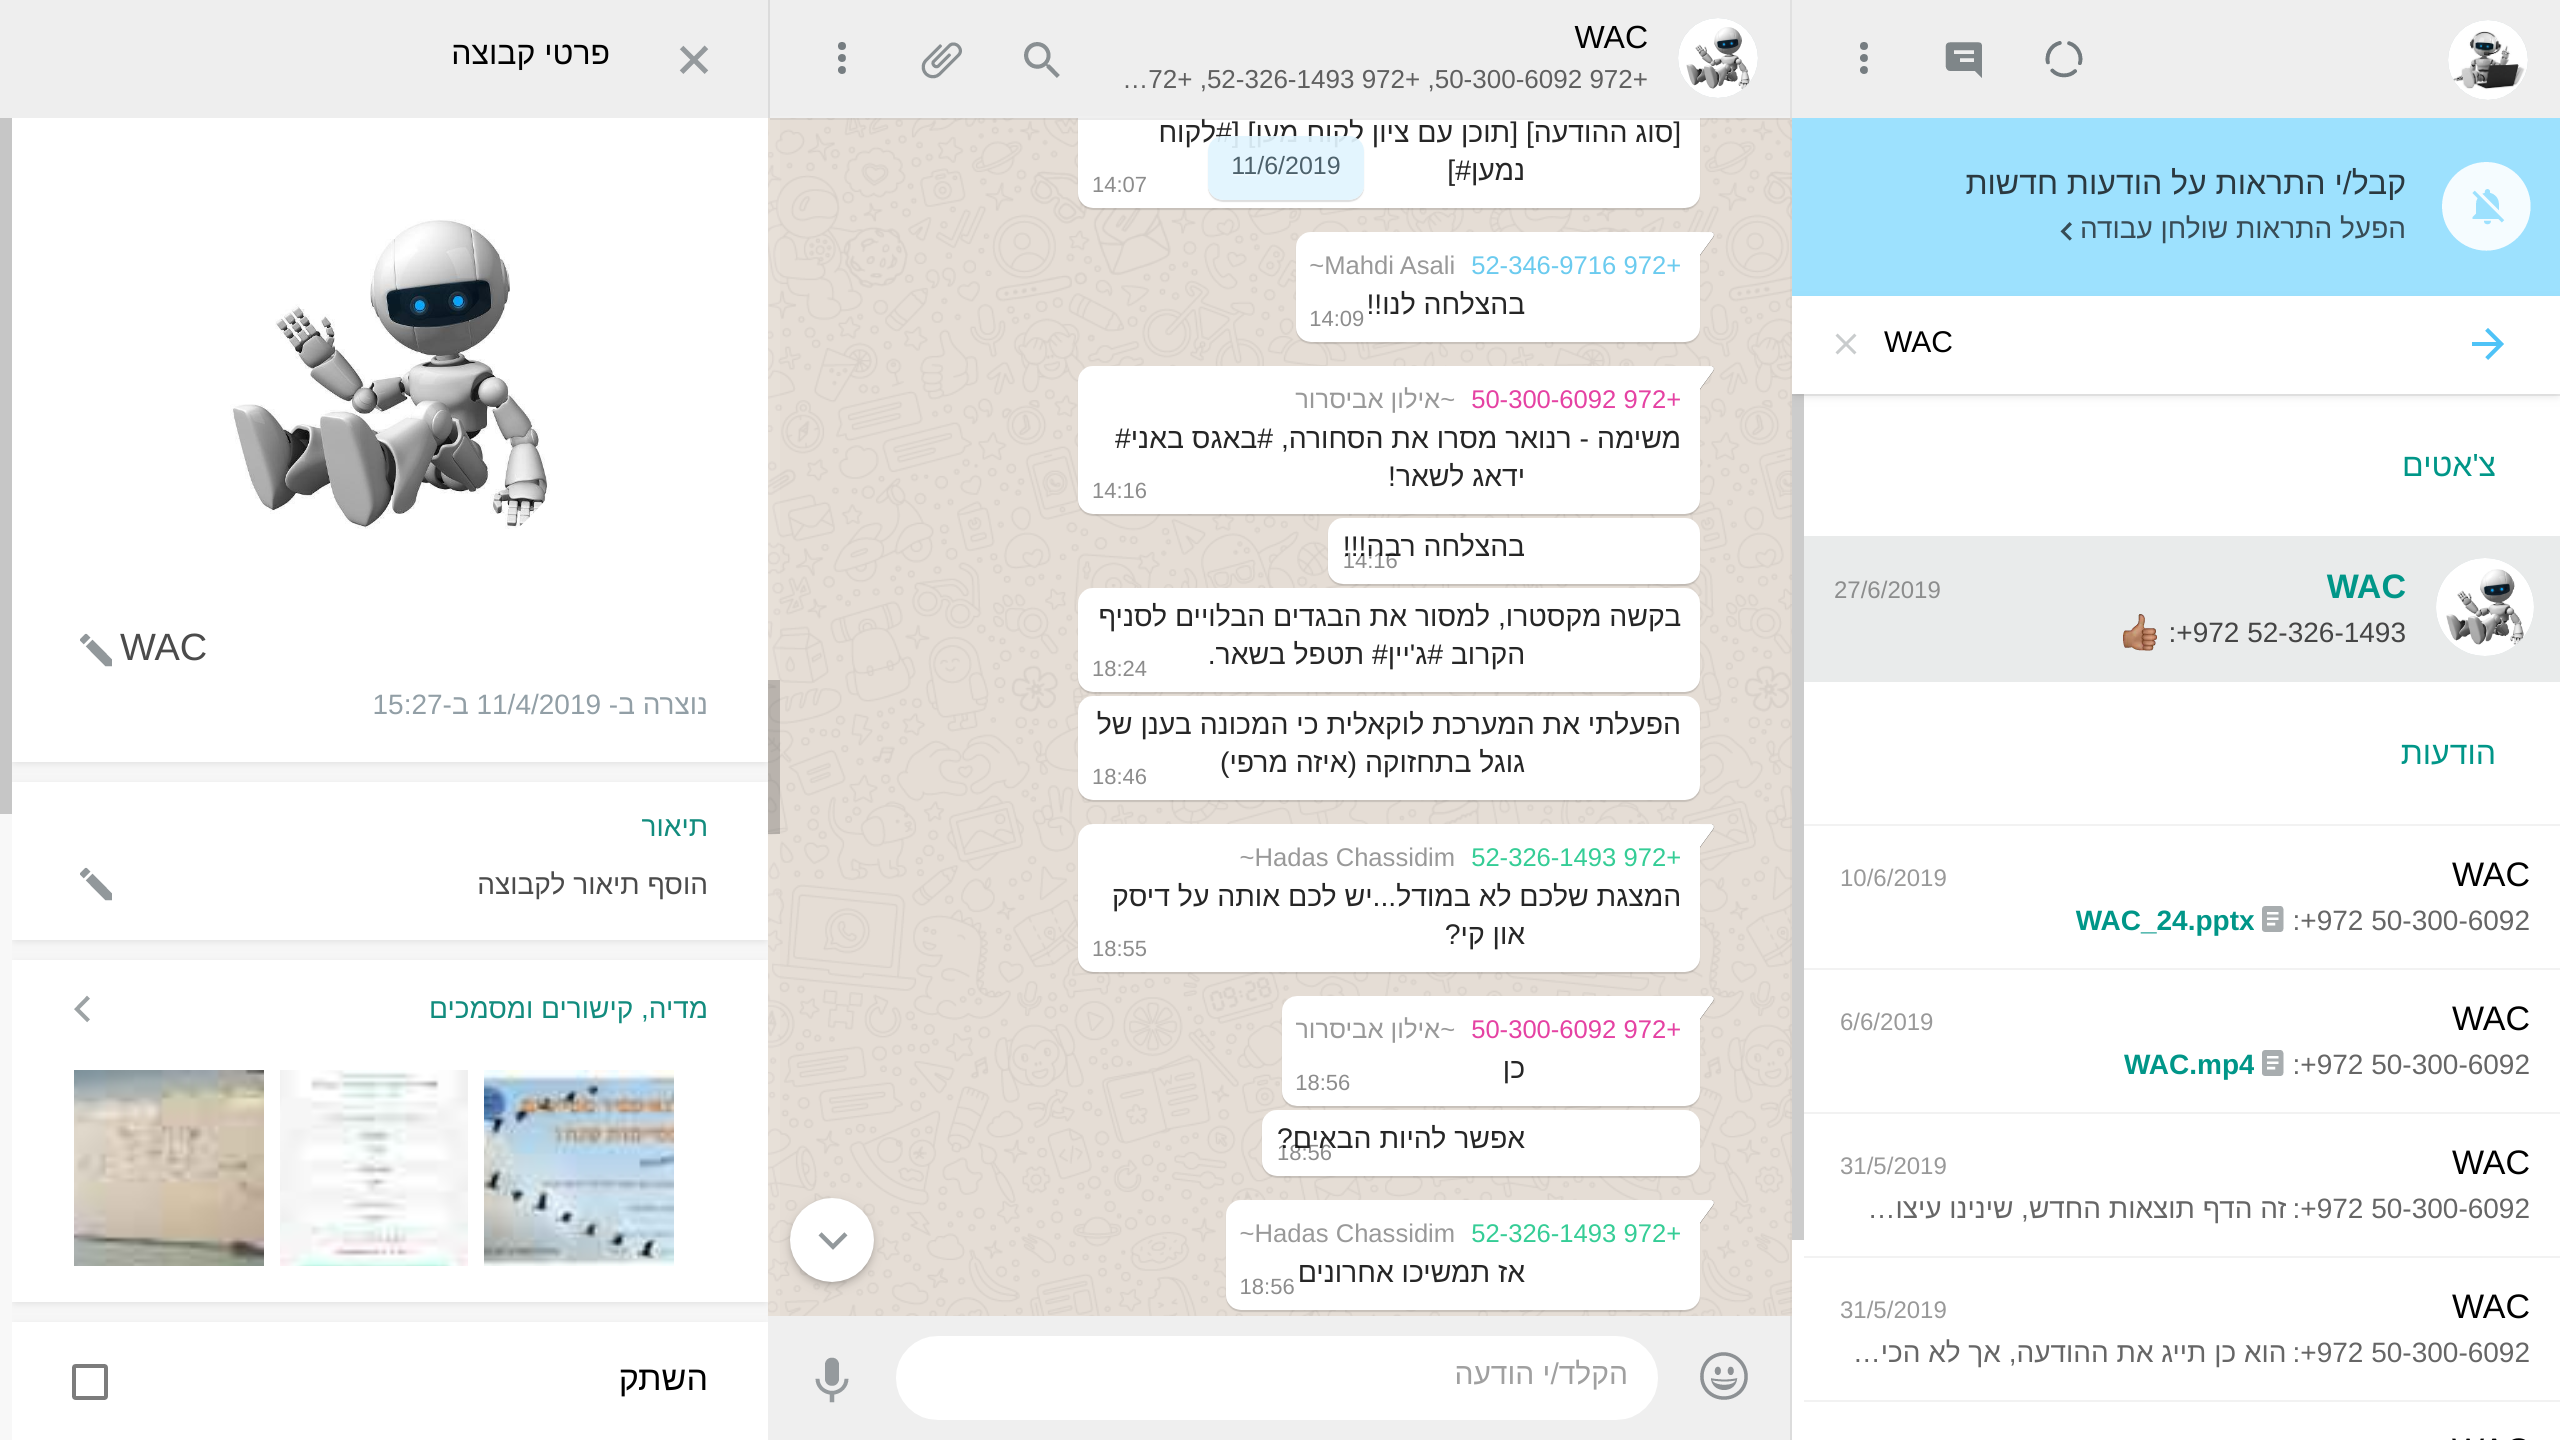 WAC
+972 50-300-6092, +972 52-326-1493, +72...
פרטי קבוצה
קבל/י התראות על הודעות חדשות
הפעל התראות שולחן עבודה
WAC
צ'אטים
WAC
27/6/2019
+972 52-326-1493: 👍🏾
הודעות
WAC
10/6/2019
+972 50-300-6092: WAC_24.pptx
WAC
6/6/2019
+972 50-300-6092: WAC.mp4
WAC
31/5/2019
+972 50-300-6092: זה הדף תוצאות החדש, שינינו עיצו...
WAC
31/5/2019
+972 50-300-6092: הוא כן תייג את ההודעה, אך לא הכי...
[סוג ההודעה] [תוכן עם ציון לקוח מען] [#לקוח
נמען#]
14:07
11/6/2019
+972 52-346-9716 ~Mahdi Asali
בהצלחה לנו!!
14:09
+972 50-300-6092 ~אילון אביסרור
משימה - רנואר מסרו את הסחורה, #באגס באני#
ידאג לשאר!
14:16
בהצלחה רבה!!!
14:16
בקשה מקסטרו, למסור את הבגדים הבלויים לסניף
הקרוב #ג'יין# תטפל בשאר.
18:24
הפעלתי את המערכת לוקאלית כי המכונה בענן של
גוגל בתחזוקה (איזה מרפי)
18:46
+972 52-326-1493 ~Hadas Chassidim
המצגת שלכם לא במודל...יש לכם אותה על דיסק
און קי?
18:55
+972 50-300-6092 ~אילון אביסרור
כן
18:56
אפשר להיות הבאים?
18:56
+972 52-326-1493 ~Hadas Chassidim
אז תמשיכו אחרונים
18:56
הקלד/י הודעה
WAC
נוצרה ב- 11/4/2019 ב-15:27
תיאור
הוסף תיאור לקבוצה
מדיה, קישורים ומסמכים
השתק